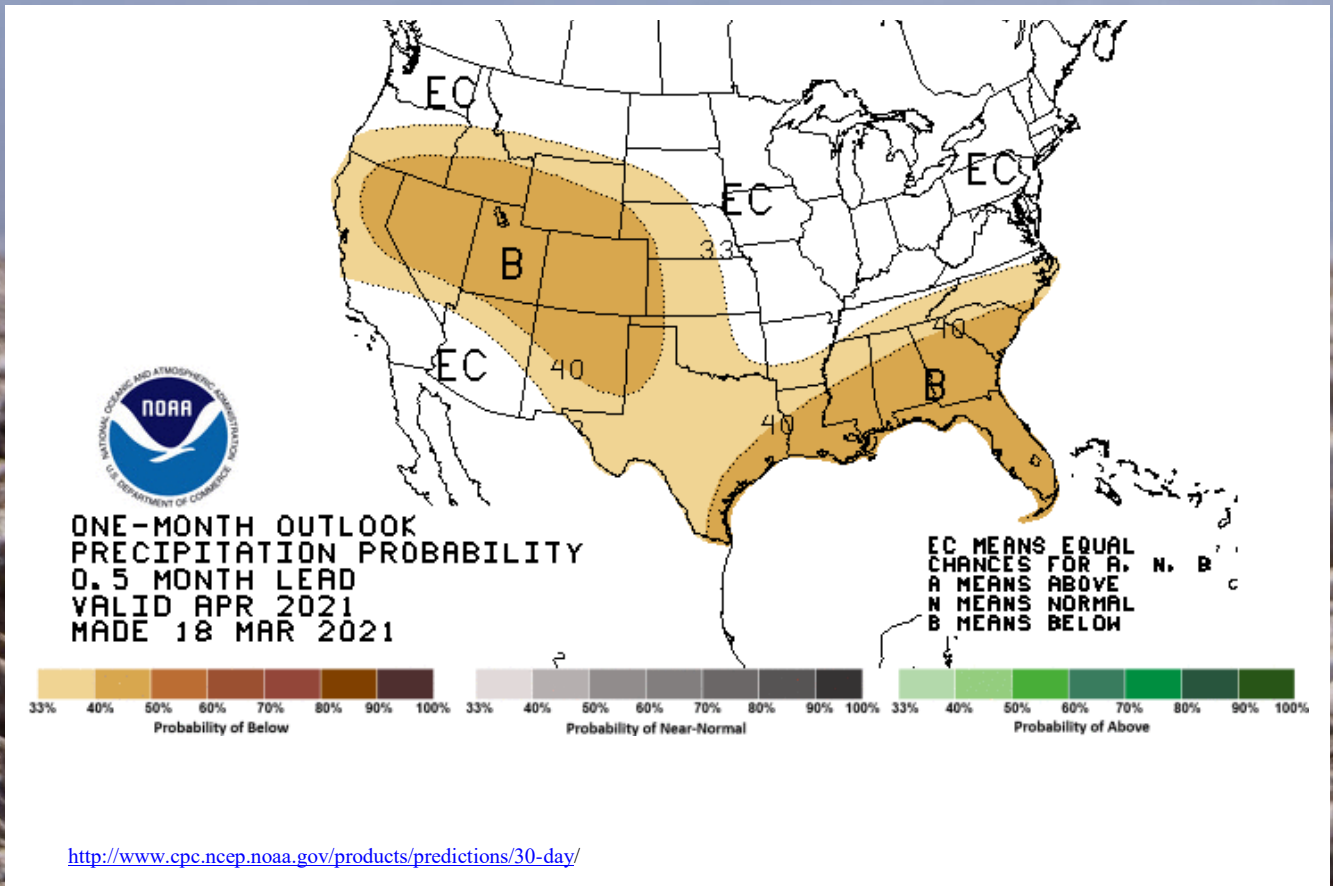 EC
EC
EC
33
B
40
EC
40
B
40
NATIONAL OCEANIC AND ATMOSPHERIC ADMINISTRATION
NOAA
U.S. DEPARTMENT OF COMMERCE
ONE-MONTH OUTLOOK
PRECIPITATION PROBABILITY
0.5 MONTH LEAD
VALID APR 2021
MADE 18 MAR 2021
EC MEANS EQUAL
CHANCES FOR A, N, B
A MEANS ABOVE
N MEANS NORMAL
B MEANS BELOW
33% 40% 50% 60% 70% 80% 90% 100%
Probability of Below
33% 40% 50% 60% 70% 80% 90% 100%
Probability of Near-Normal
33% 40% 50% 60% 70% 80% 90% 100%
Probability of Above
http://www.cpc.ncep.noaa.gov/products/predictions/30-day/